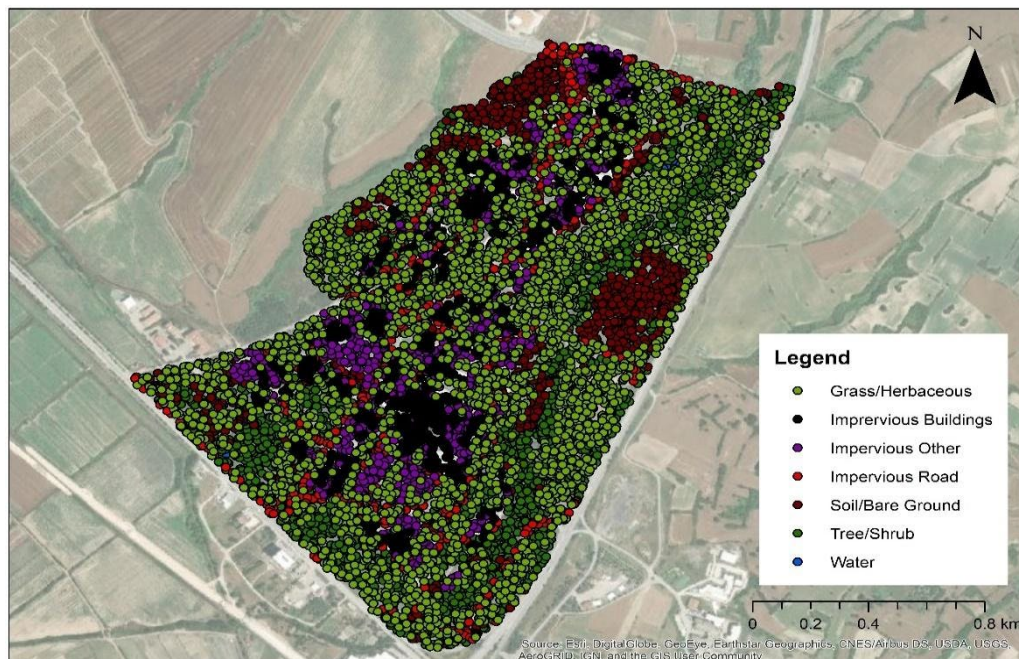 N
Legend
Grass/Herbaceous
Imprervious Buildings
Impervious Other
Impervious Road
Soil/Bare Ground
Tree/Shrub
Water
0 0.2 0.4 0.8 km
Source: Esri, DigitalGlobe, GeoEye, Earthstar Geographics, CNES/Airbus DS, USDA, USGS,
AeroGRID, IGN, and the GIS User Community